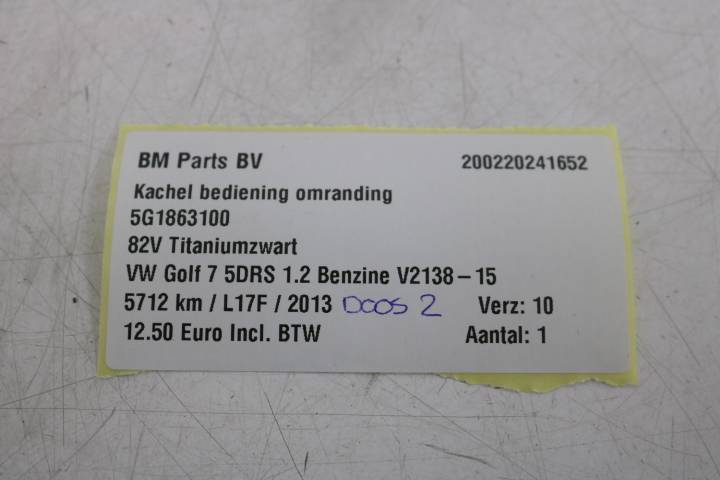 BM Parts BV 200220241652
Kachel bediening omranding
5G1863100
82V Titaniumzwart
VW Golf 7 5DRS 1.2 Benzine V2138-15
5712 km / L17F / 2013 DOOS 2 Verz: 10
12.50 Euro Incl. BTW Aantal: 1